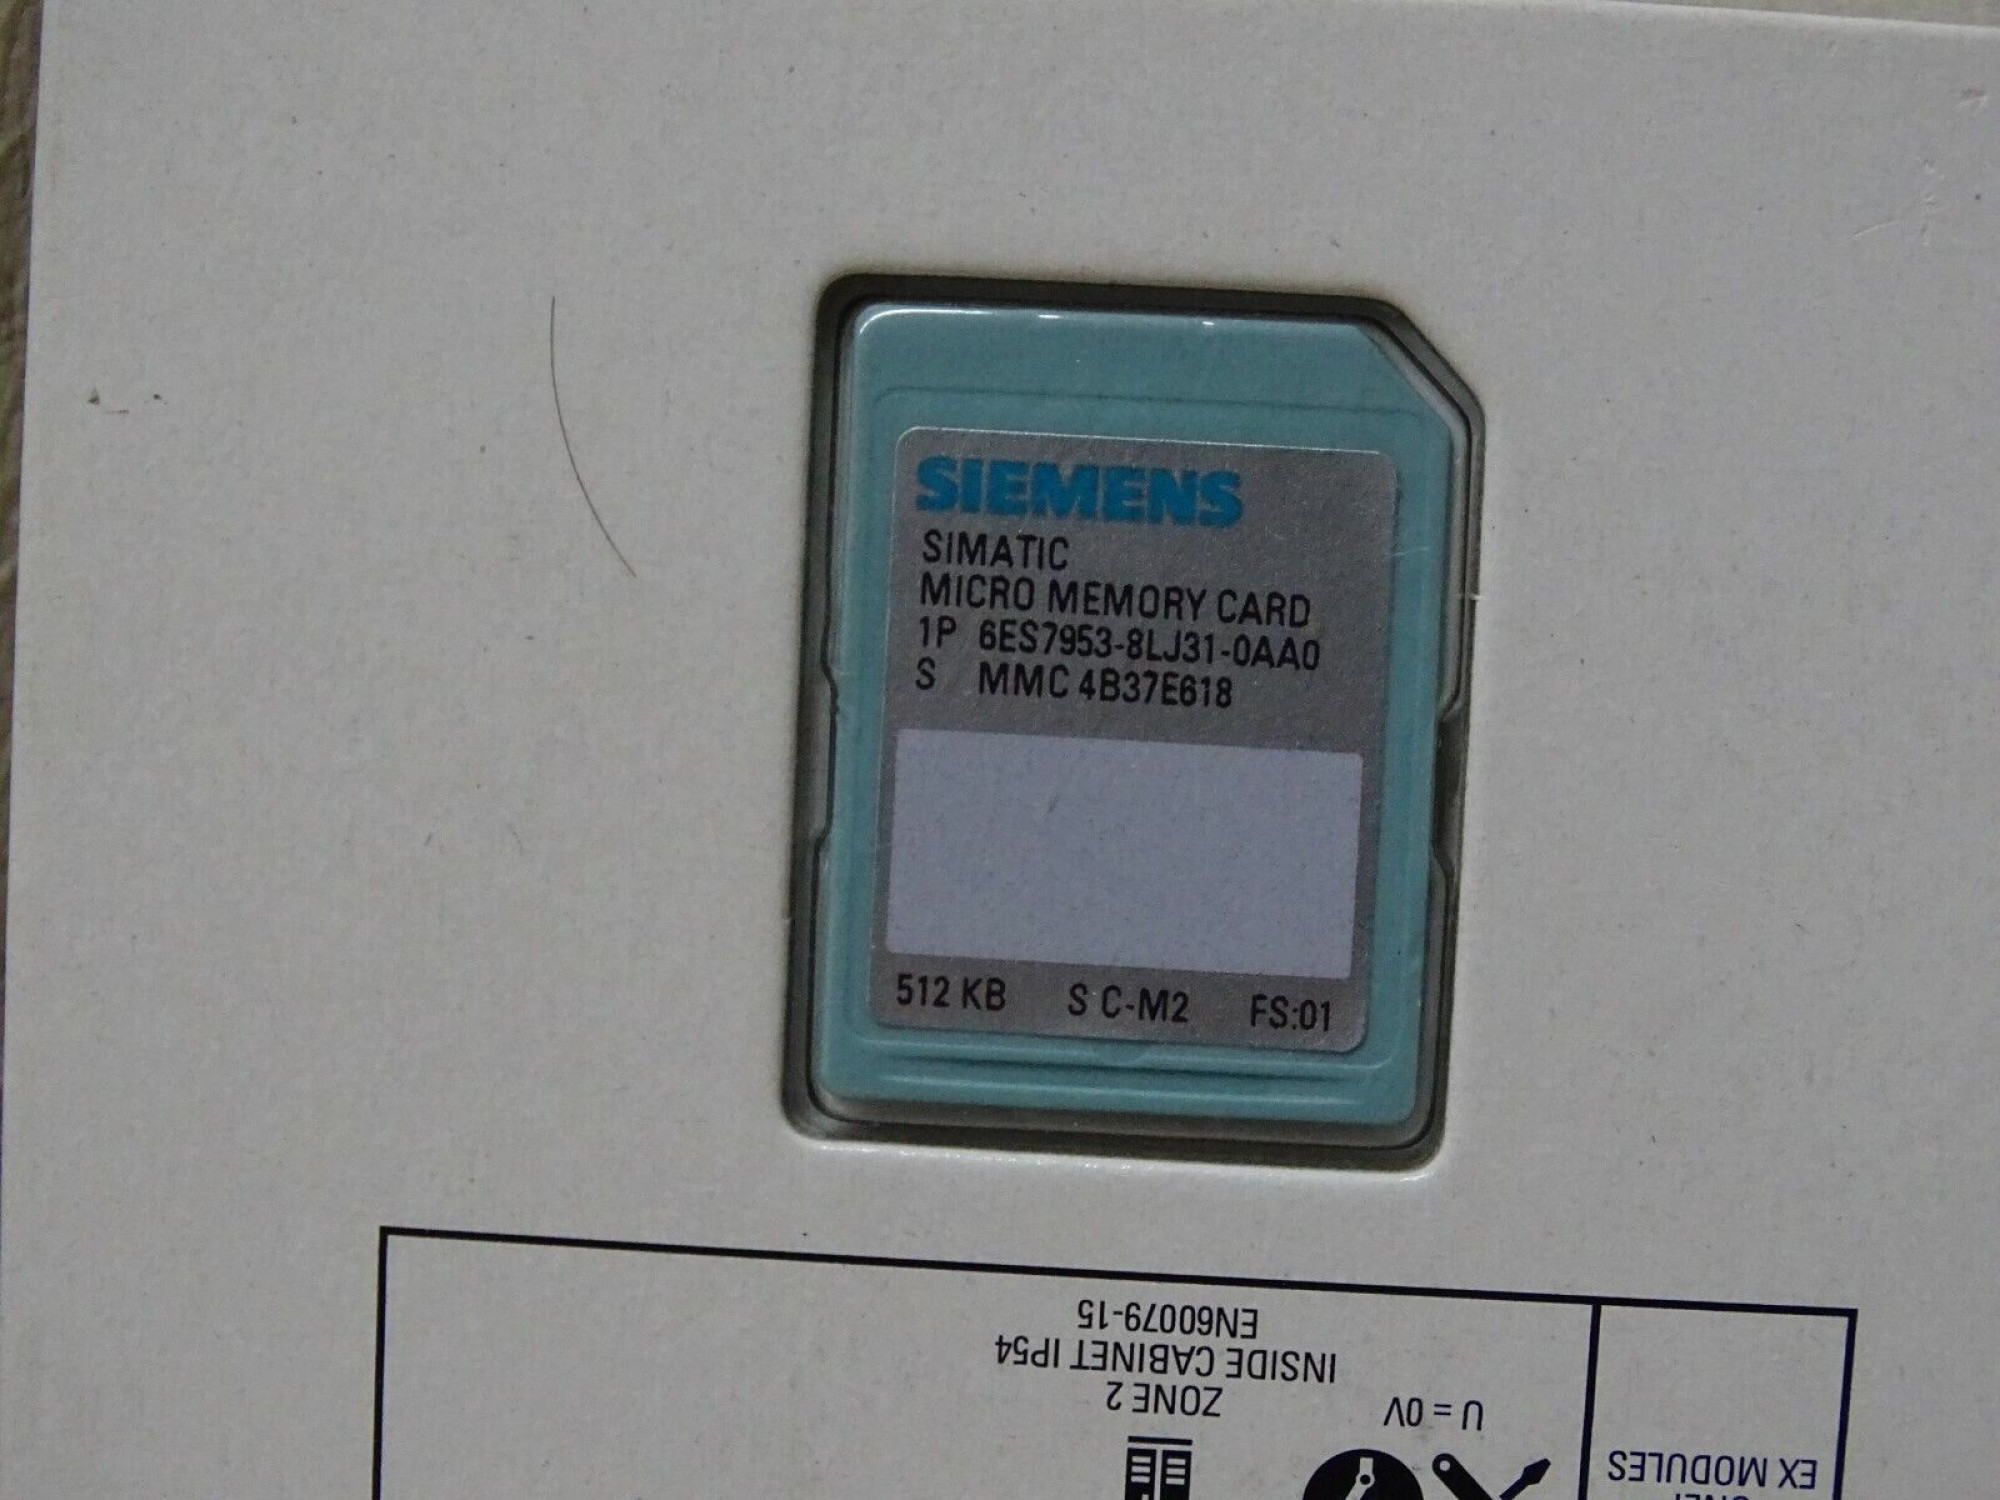 SIEMENS
SIMATIC
MICRO MEMORY CARD
1P 6ES7953-8LJ31-0AA0
S MMC 4B37E618
512 KB S C-M2 FS:01
EX MODULES
U = 0V
ZONE 2
INSIDE CABINET IP54
EN60079-15